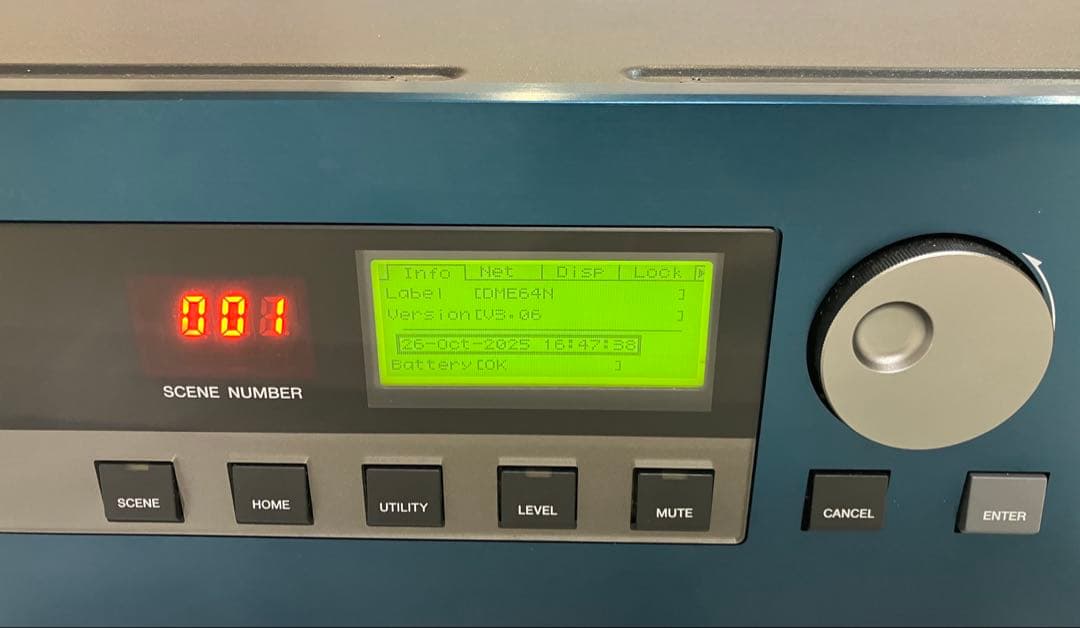 Info Net Disp Lock
Label [DME64N ]
Version[V3.06 ]
26-Oct-2025 16:47:38
Battery[OK ]
001
SCENE NUMBER
SCENE HOME UTILITY LEVEL MUTE CANCEL ENTER